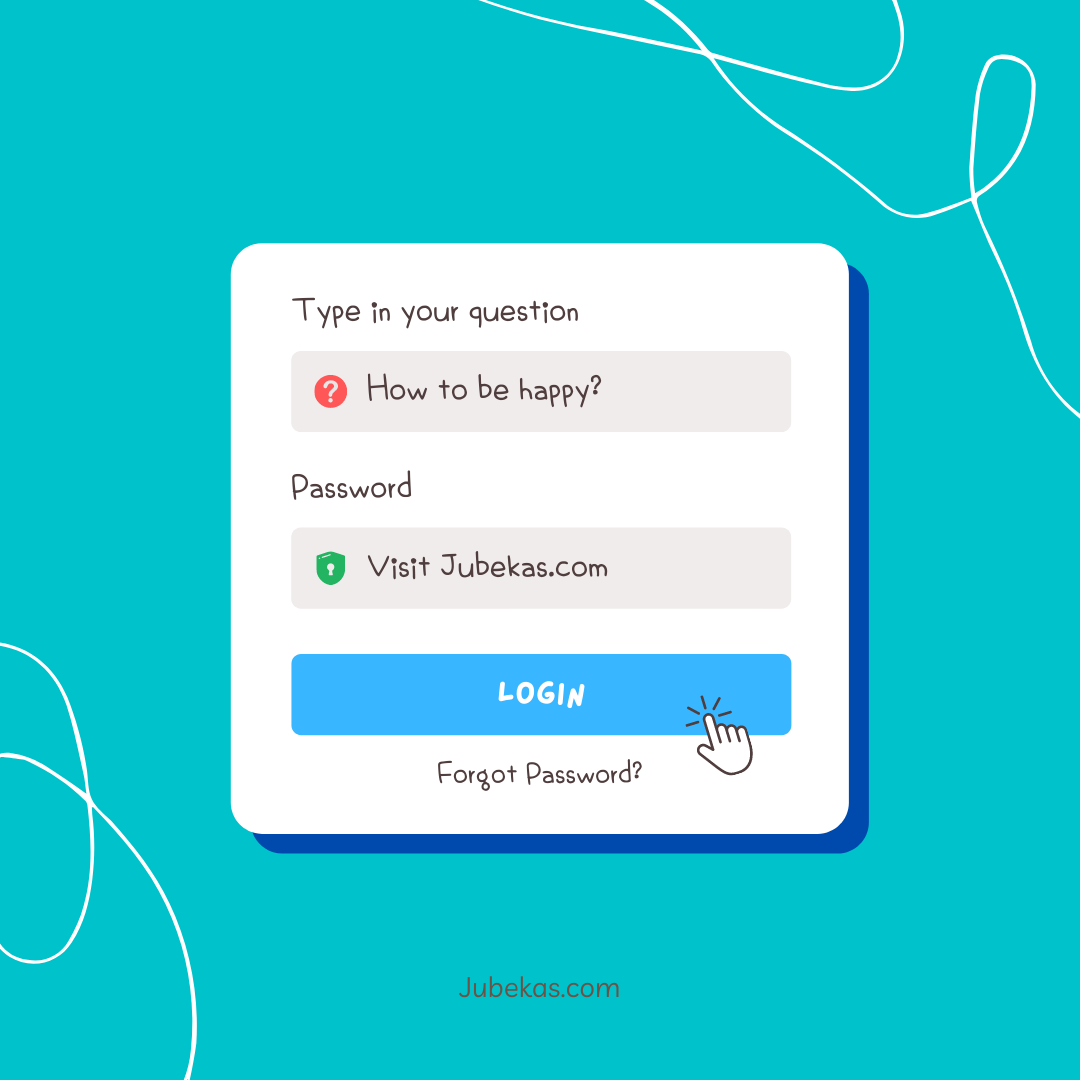 Type in your question
How to be happy?
Password
Visit Jubekas.com
LOGIN
Forgot Password?
Jubekas.com